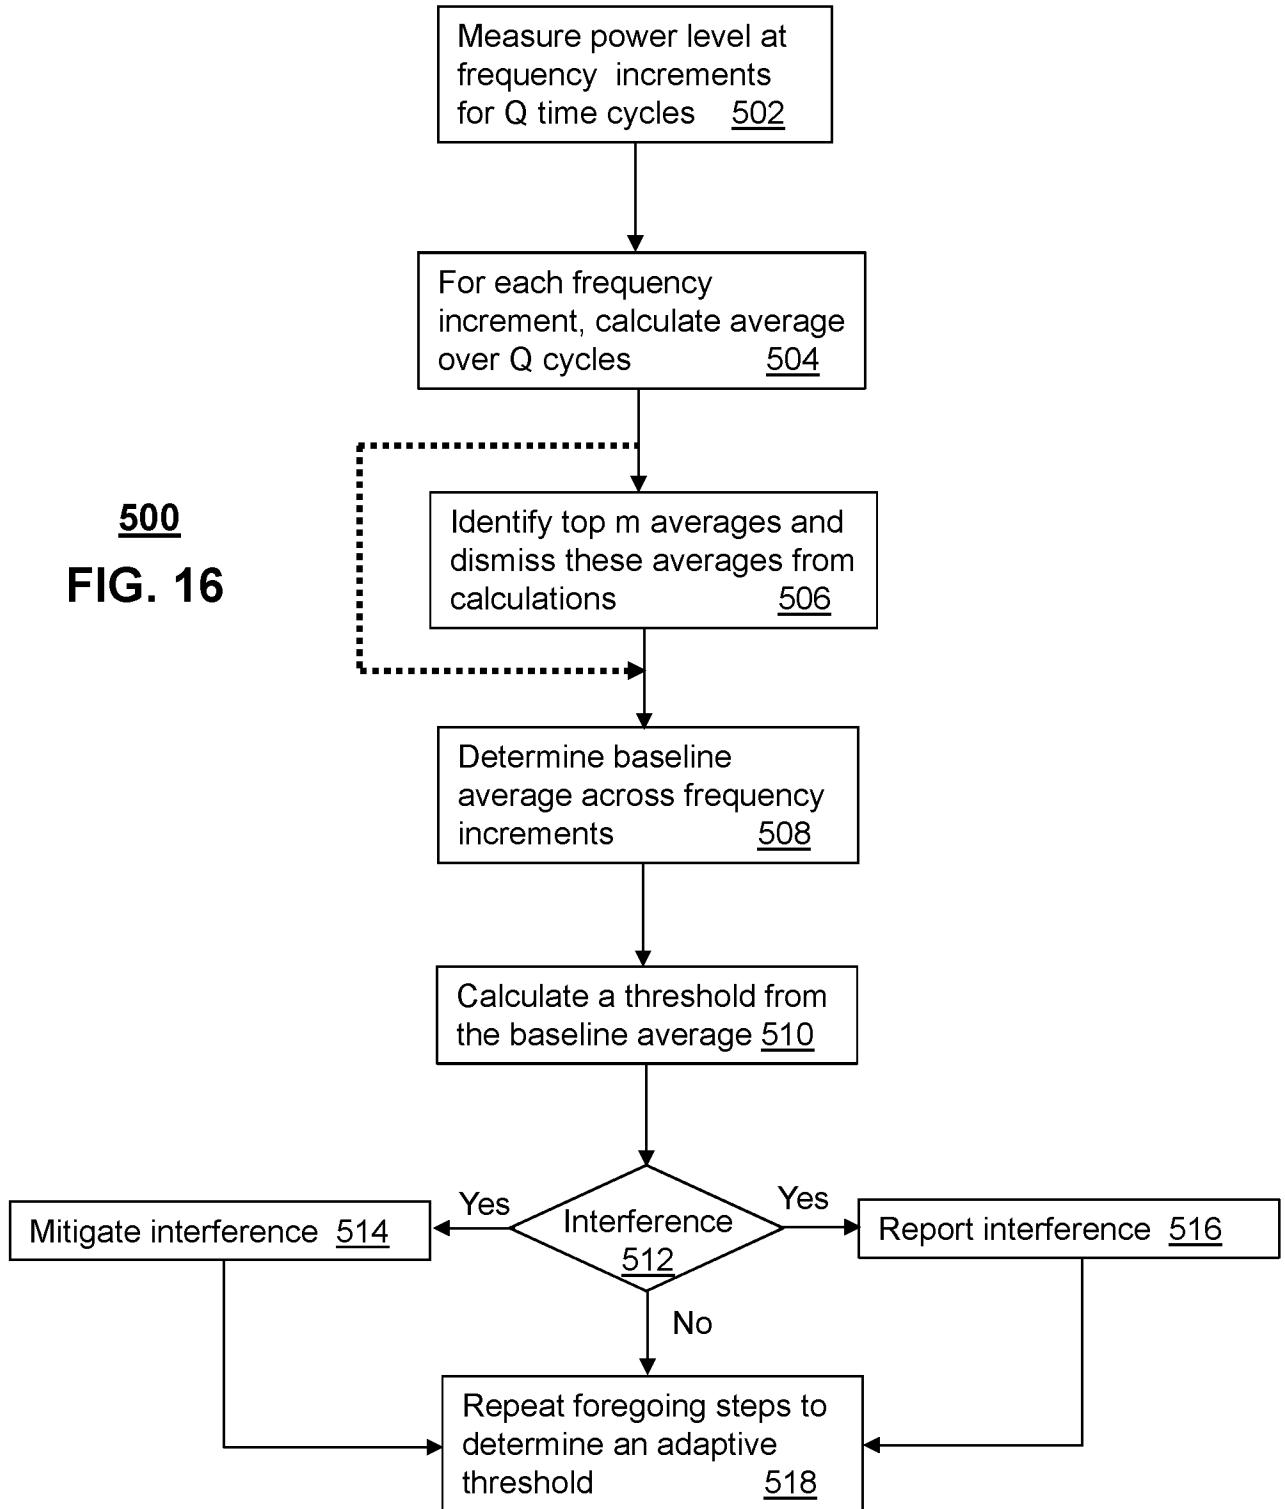 Measure power level at
frequency increments
for Q time cycles 502
For each frequency
increment, calculate average
over Q cycles 504
500
FIG. 16
Identify top m averages and
dismiss these averages from
calculations 506
Determine baseline
average across frequency
increments 508
Calculate a threshold from
the baseline average 510
Yes
Yes
Mitigate interference 514
Interference
512
Report interference 516
No
Repeat foregoing steps to
determine an adaptive
threshold 518